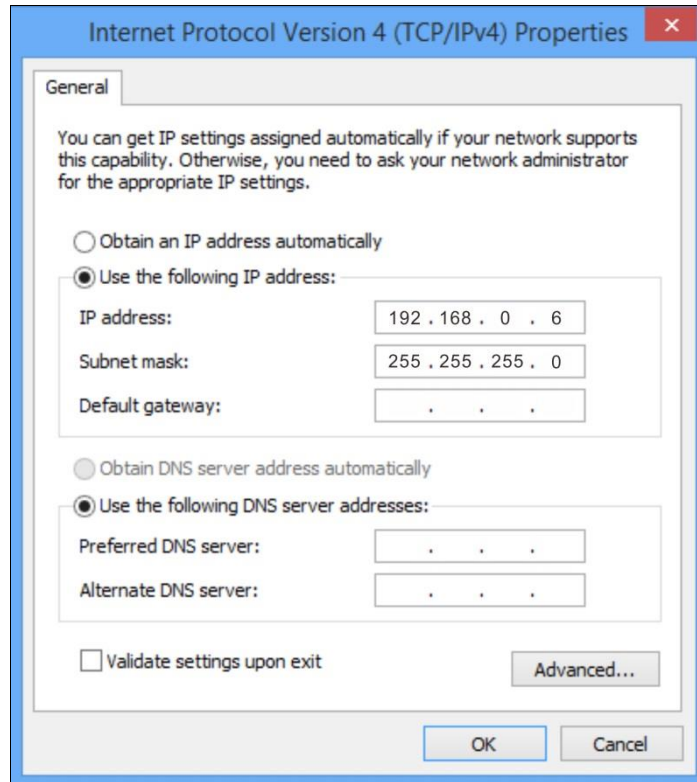 Internet Protocol Version 4 (TCP/IPv4) Properties
General
You can get IP settings assigned automatically if your network supports
this capability. Otherwise, you need to ask your network administrator
for the appropriate IP settings.
Obtain an IP address automatically
Use the following IP address:
IP address: 192 . 168 . 0 . 6
Subnet mask: 255 . 255 . 255 . 0
Default gateway: . . .
Obtain DNS server address automatically
Use the following DNS server addresses:
Preferred DNS server: . . .
Alternate DNS server: . . .
Validate settings upon exit
Advanced...
OK Cancel